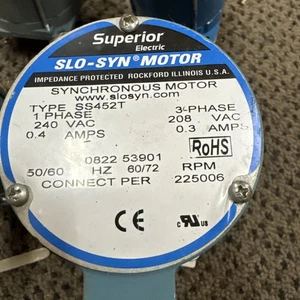 Superior
Electric
SLO-SYN® MOTOR
IMPEDANCE PROTECTED ROCKFORD ILLINOIS U.S.A.
SYNCHRONOUS MOTOR
www.slosyn.com
TYPE SS452T
1 PHASE 3-PHASE
240 VAC 208 VAC
0.4 AMPS 0.3 AMPS
0822 53901 RoHS
50/60 HZ 60/72 RPM
CONNECT PER 225006
CE c RU us